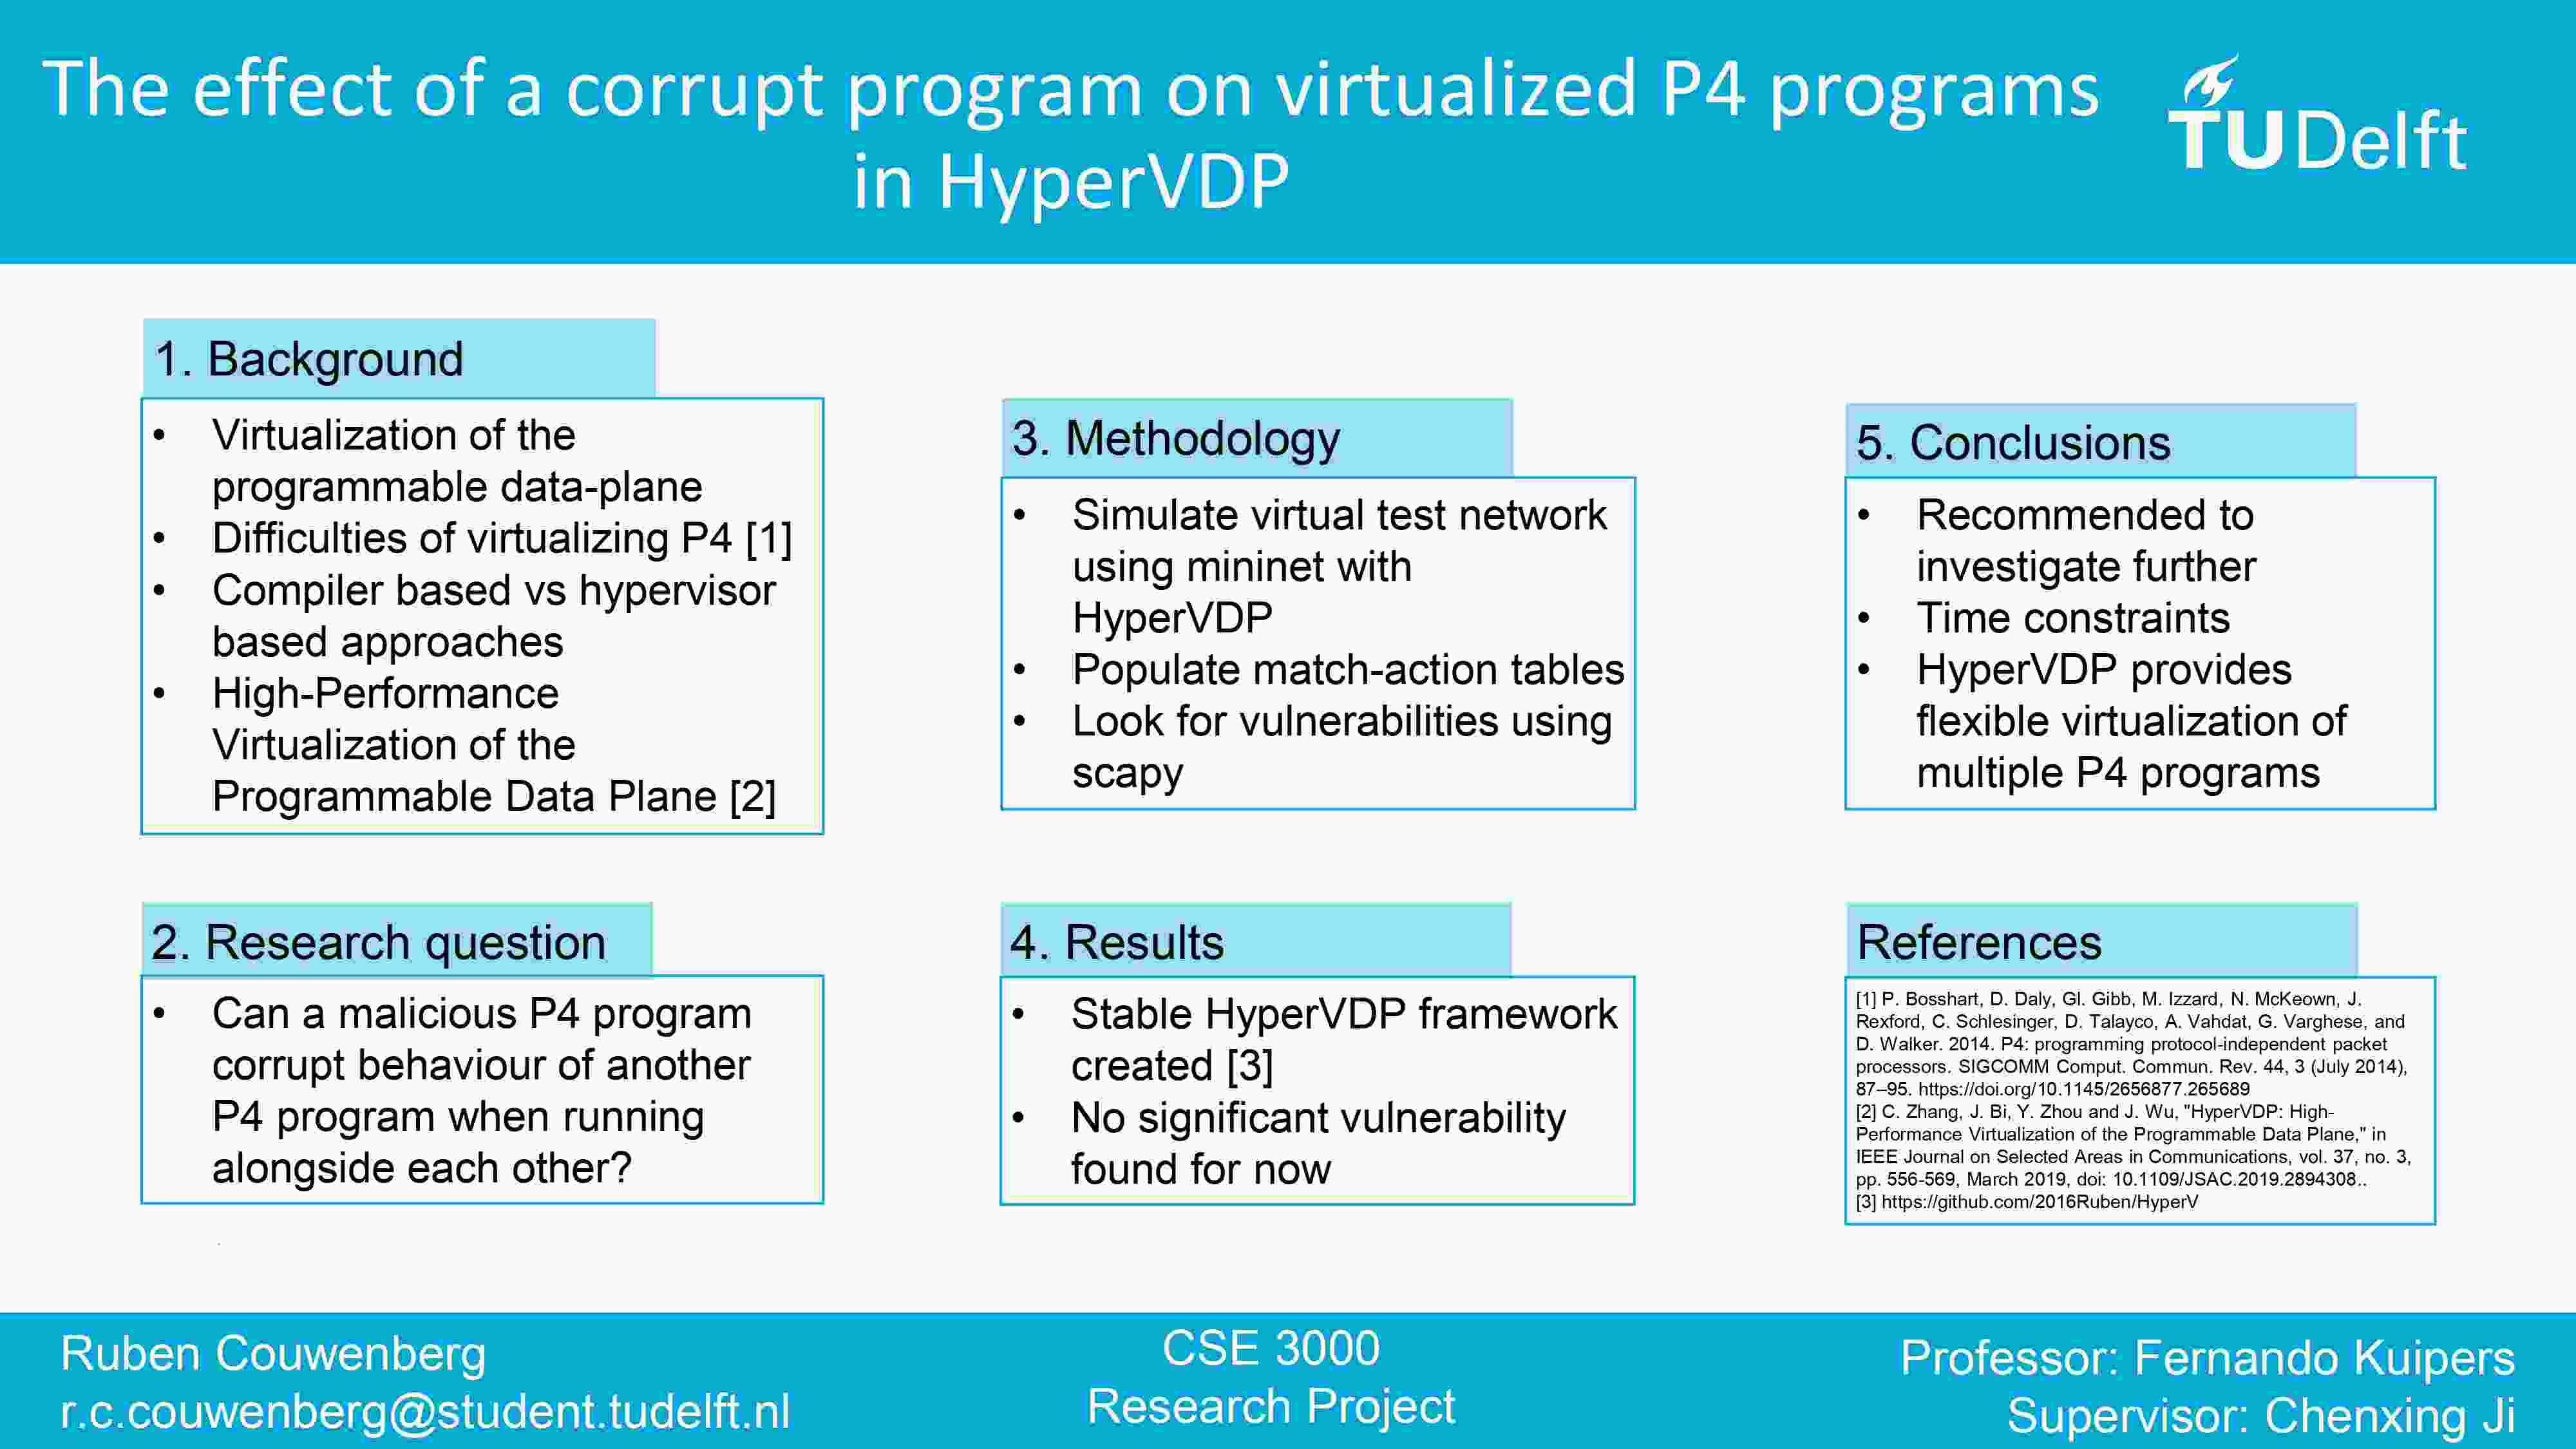 The effect of a corrupt program on virtualized P4 programs
in HyperVDP
TUDelft
1. Background
• Virtualization of the
programmable data-plane
• Difficulties of virtualizing P4 [1]
• Compiler based vs hypervisor
based approaches
• High-Performance
Virtualization of the
Programmable Data Plane [2]
2. Research question
• Can a malicious P4 program
corrupt behaviour of another
P4 program when running
alongside each other?
3. Methodology
• Simulate virtual test network
using mininet with
HyperVDP
• Populate match-action tables
• Look for vulnerabilities using
scapy
4. Results
• Stable HyperVDP framework
created [3]
• No significant vulnerability
found for now
5. Conclusions
• Recommended to
investigate further
• Time constraints
• HyperVDP provides
flexible virtualization of
multiple P4 programs
References
[1] P. Bosshart, D. Daly, Gl. Gibb, M. Izzard, N. McKeown, J.
Rexford, C. Schlesinger, D. Talayco, A. Vahdat, G. Varghese, and
D. Walker. 2014. P4: programming protocol-independent packet
processors. SIGCOMM Comput. Commun. Rev. 44, 3 (July 2014),
87–95. https://doi.org/10.1145/2656877.265689
[2] C. Zhang, J. Bi, Y. Zhou and J. Wu, "HyperVDP: High-
Performance Virtualization of the Programmable Data Plane," in
IEEE Journal on Selected Areas in Communications, vol. 37, no. 3,
pp. 556-569, March 2019, doi: 10.1109/JSAC.2019.2894308..
[3] https://github.com/2016Ruben/HyperV
Ruben Couwenberg
r.c.couwenberg@student.tudelft.nl
CSE 3000
Research Project
Professor: Fernando Kuipers
Supervisor: Chenxing Ji